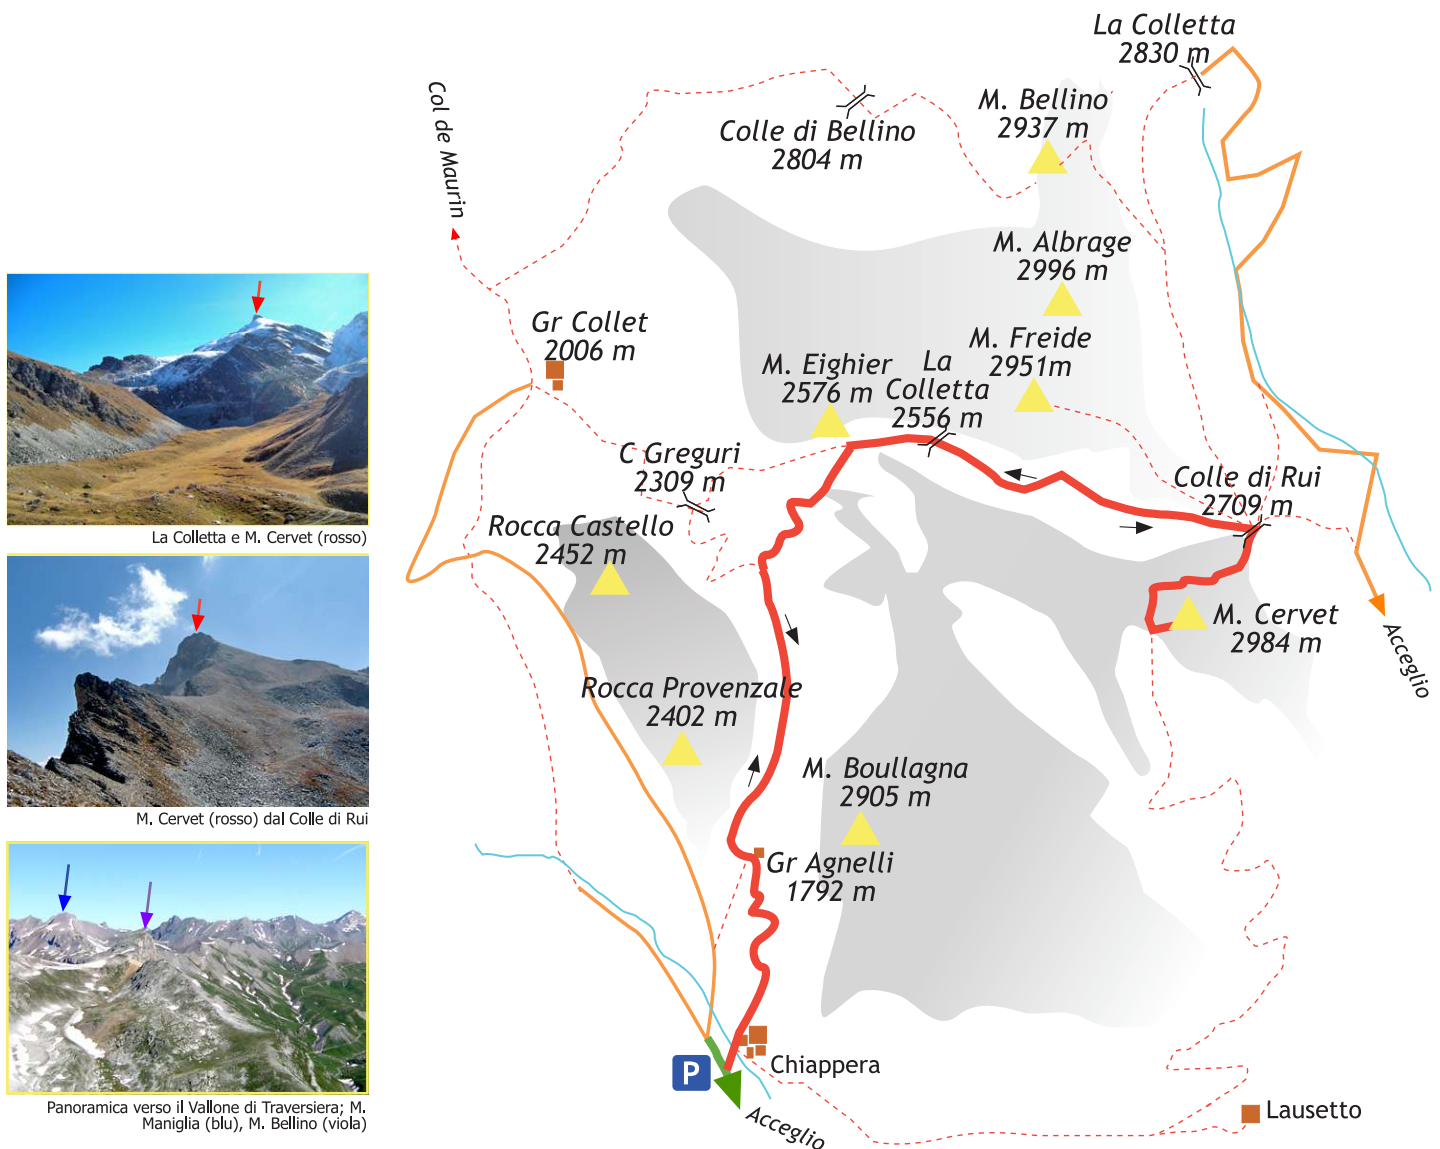 La Colletta
2830 m
M. Bellino
2937 m
Colle di Bellino
2804 m
Col de Maurin
M. Albrage
2996 m
Gr Collet
2006 m
M. Freide
2951m
M. Eighier
2576 m
La
Colletta
2556 m
C Greguri
2309 m
Colle di Rui
2709 m
Rocca Castello
2452 m
M. Cervet
2984 m
Acceglio
Rocca Provenzale
2402 m
M. Boullagna
2905 m
Gr Agnelli
1792 m
P
Chiappera
Acceglio
Lausetto
La Colletta e M. Cervet (rosso)
M. Cervet (rosso) dal Colle di Rui
Panoramica verso il Vallone di Traversiera; M.
Maniglia (blu), M. Bellino (viola)